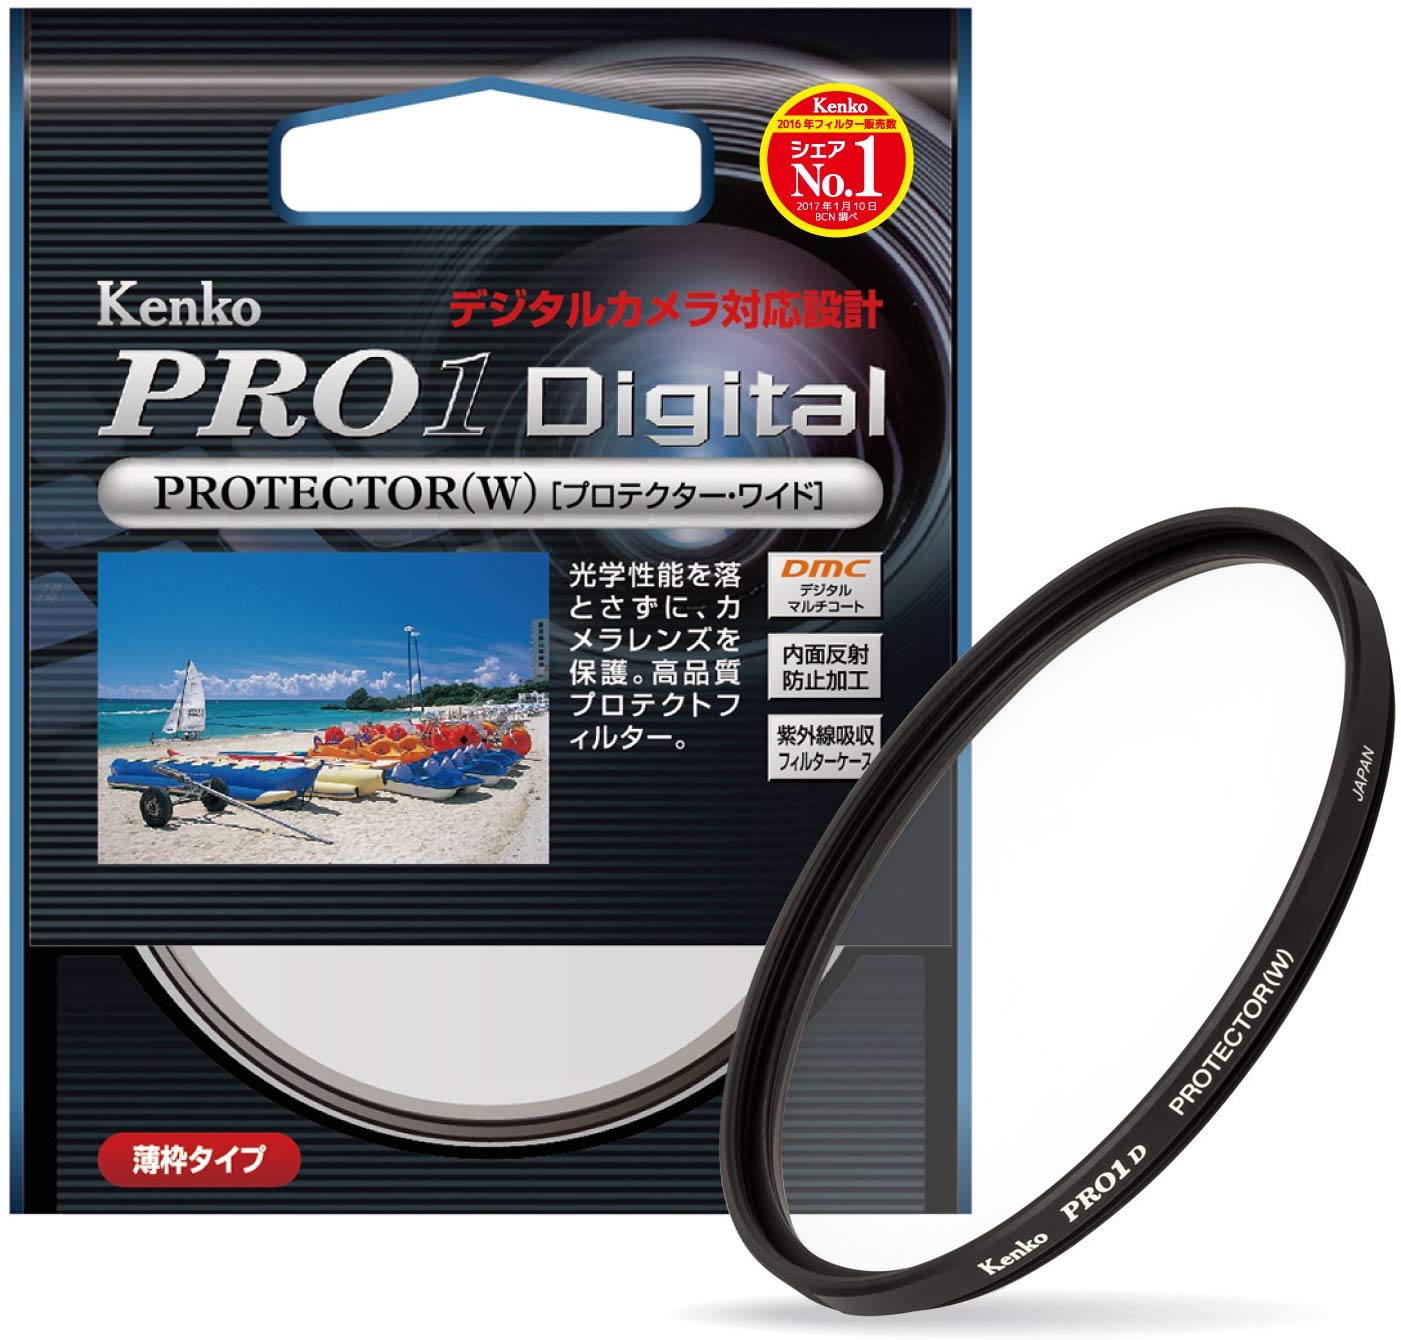 Kenko
2016年フィルター販売数
シェア
No.1
2017年1月10日
BCN調べ
Kenko
デジタルカメラ対応設計
PRO1 Digital
PROTECTOR(W) [プロテクター・ワイド]
光学性能を落
とさずに、カ
メラレンズを
保護。高品質
プロテクトフ
ィルター。
DMC
デジタル
マルチコート
内面反射
防止加工
紫外線吸収
フィルターケース
薄枠タイプ
Kenko PRO1 D PROTECTOR(W) JAPAN